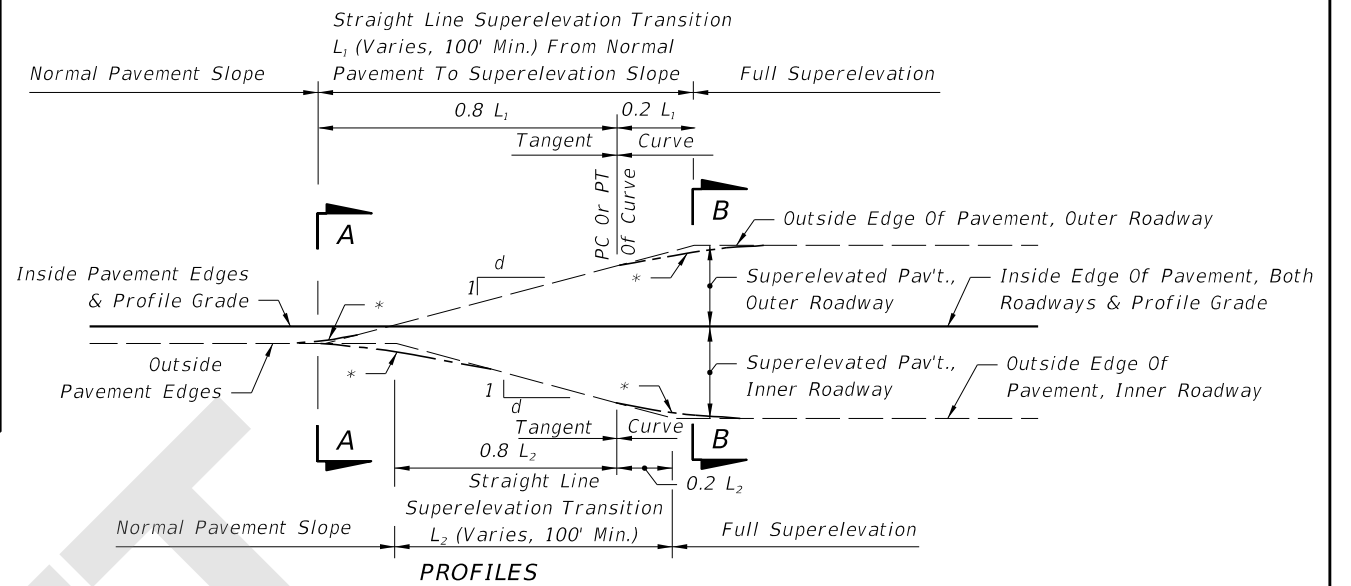 Straight Line Superelevation Transition
L₁ (Varies, 100' Min.) From Normal
Normal Pavement Slope
Pavement To Superelevation Slope
Full Superelevation
0.8 L₁
0.2 L₁
Tangent
Curve
PC Or PT
Of Curve
A
B
Outside Edge Of Pavement, Outer Roadway
d
1
*
Inside Pavement Edges
& Profile Grade
*
Superelevated Pav't.,
Outer Roadway
Inside Edge Of Pavement, Both
Roadways & Profile Grade
Outside
Pavement Edges
*
1
d
*
Superelevated Pav't.,
Inner Roadway
Outside Edge Of
Pavement, Inner Roadway
Tangent
Curve
A
B
0.8 L₂
0.2 L₂
Straight Line
Superelevation Transition
L₂ (Varies, 100' Min.)
Normal Pavement Slope
Full Superelevation
PROFILES